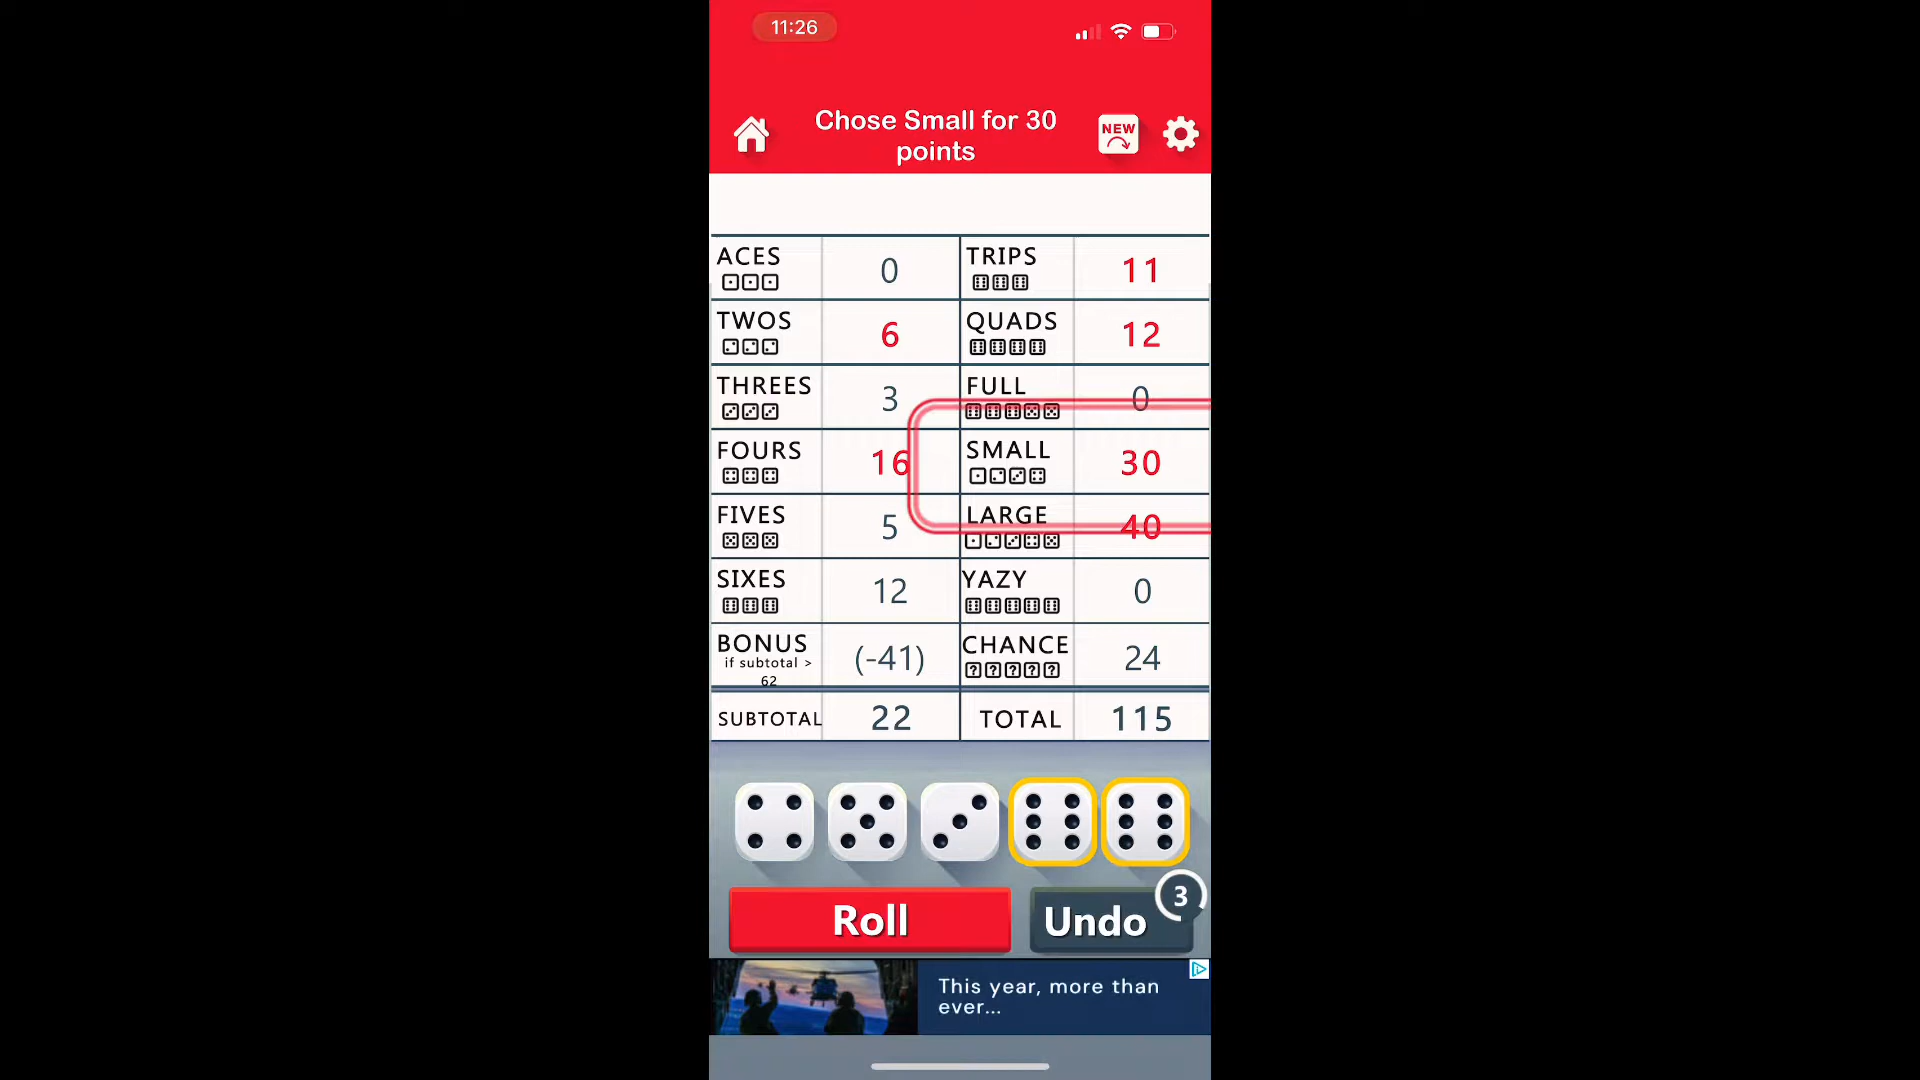 11:26
Chose Small for 30
points
NEW
ACES 0 TRIPS 11
TWOS 6 QUADS 12
THREES 3 FULL 0
FOURS 16 SMALL 30
FIVES 5 LARGE 40
SIXES 12 YAZY 0
BONUS (-41) CHANCE 24
if subtotal >
62
? ? ? ? ?
SUBTOTAL 22 TOTAL 115
Roll Undo 3
This year, more than
ever...